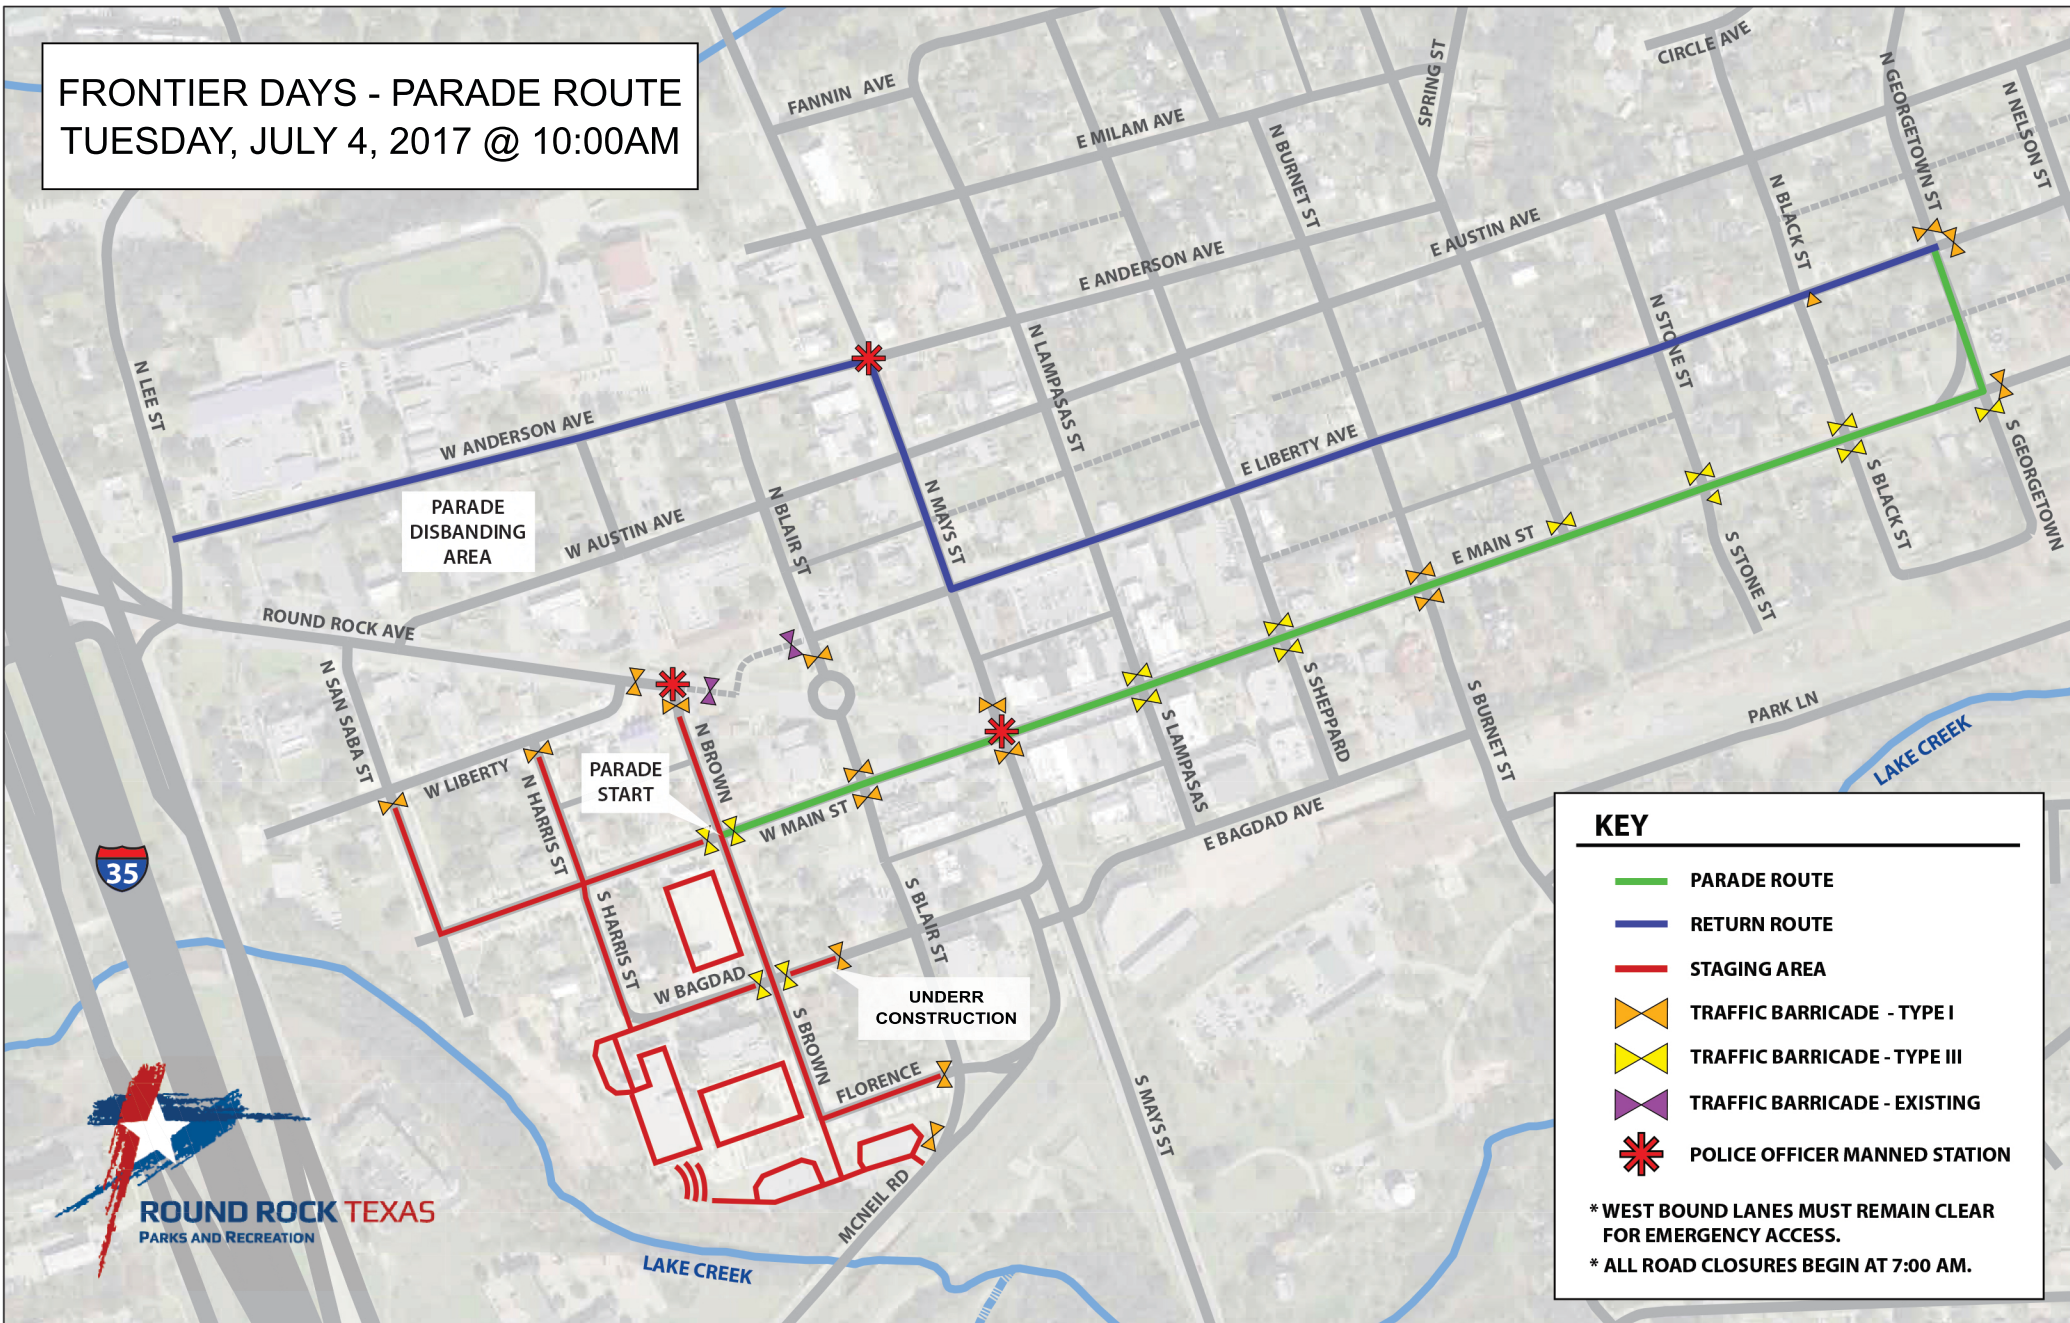 FRONTIER DAYS - PARADE ROUTE
TUESDAY, JULY 4, 2017 @ 10:00AM
FANNIN AVE
E MILAM AVE
SPRING ST
CIRCLE AVE
N GEORGETOWN ST
N NELSON ST
N BURNET ST
N BLACK ST
E AUSTIN AVE
E ANDERSON AVE
N STONE ST
N LAMPASAS ST
N LEE ST
W ANDERSON AVE
E LIBERTY AVE
PARADE
DISBANDING
AREA
W AUSTIN AVE
N BLAIR ST
N MAYS ST
E MAIN ST
S BLACK ST
S GEORGETOWN
S STONE ST
ROUND ROCK AVE
N SAN SABA ST
W LIBERTY
N HARRIS ST
PARADE
START
N BROWN
W MAIN ST
S LAMPASAS
S SHEPPARD
S BURNET ST
PARK LN
LAKE CREEK
E BAGDAD AVE
35
S HARRIS ST
W BAGDAD
S BLAIR ST
UNDERR
CONSTRUCTION
S BROWN
FLORENCE
S MAYS ST
MCNEIL RD
LAKE CREEK
ROUND ROCK TEXAS
PARKS AND RECREATION
KEY
PARADE ROUTE
RETURN ROUTE
STAGING AREA
TRAFFIC BARRICADE - TYPE I
TRAFFIC BARRICADE - TYPE III
TRAFFIC BARRICADE - EXISTING
POLICE OFFICER MANNED STATION
* WEST BOUND LANES MUST REMAIN CLEAR
FOR EMERGENCY ACCESS.
* ALL ROAD CLOSURES BEGIN AT 7:00 AM.